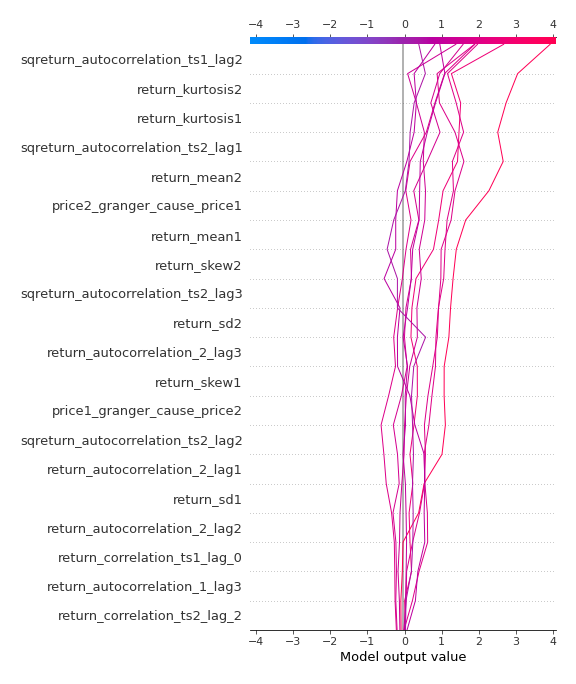 −4 −3 −2 −1 0 1 2 3 4
sqreturn_autocorrelation_ts1_lag2
return_kurtosis2
return_kurtosis1
sqreturn_autocorrelation_ts2_lag1
return_mean2
price2_granger_cause_price1
return_mean1
return_skew2
sqreturn_autocorrelation_ts2_lag3
return_sd2
return_autocorrelation_2_lag3
return_skew1
price1_granger_cause_price2
sqreturn_autocorrelation_ts2_lag2
return_autocorrelation_2_lag1
return_sd1
return_autocorrelation_2_lag2
return_correlation_ts1_lag_0
return_autocorrelation_1_lag3
return_correlation_ts2_lag_2
−4 −3 −2 −1 0 1 2 3 4
Model output value